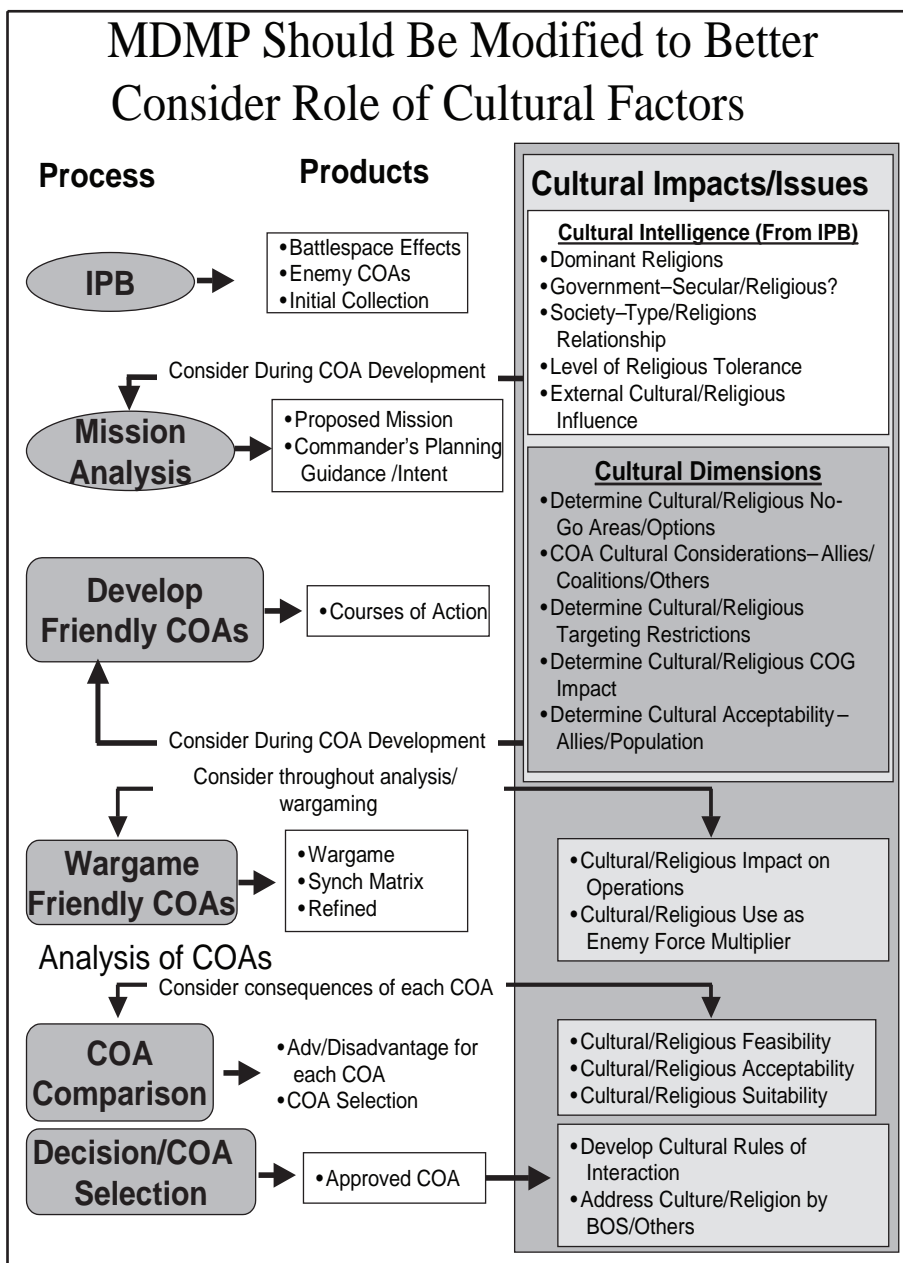 MDMP Should Be Modified to Better
Consider Role of Cultural Factors
Process
Products
Cultural Impacts/Issues
IPB
•Battlespace Effects
•Enemy COAs
•Initial Collection
Cultural Intelligence (From IPB)
•Dominant Religions
•Government–Secular/Religious?
•Society–Type/Religions
Relationship
•Level of Religious Tolerance
•External Cultural/Religious
Influence
Consider During COA Development
Mission
Analysis
•Proposed Mission
•Commander's Planning
Guidance /Intent
Cultural Dimensions
•Determine Cultural/Religious No-
Go Areas/Options
•COA Cultural Considerations–Allies/
Coalitions/Others
•Determine Cultural/Religious
Targeting Restrictions
•Determine Cultural/Religious COG
Impact
•Determine Cultural Acceptability–
Allies/Population
Develop
Friendly COAs
•Courses of Action
Consider During COA Development
Consider throughout analysis/
wargaming
Wargame
Friendly COAs
•Wargame
•Synch Matrix
•Refined
•Cultural/Religious Impact on
Operations
•Cultural/Religious Use as
Enemy Force Multiplier
Analysis of COAs
Consider consequences of each COA
COA
Comparison
•Adv/Disadvantage for
each COA
•COA Selection
•Cultural/Religious Feasibility
•Cultural/Religious Acceptability
•Cultural/Religious Suitability
Decision/COA
Selection
•Approved COA
•Develop Cultural Rules of
Interaction
•Address Culture/Religion by
BOS/Others